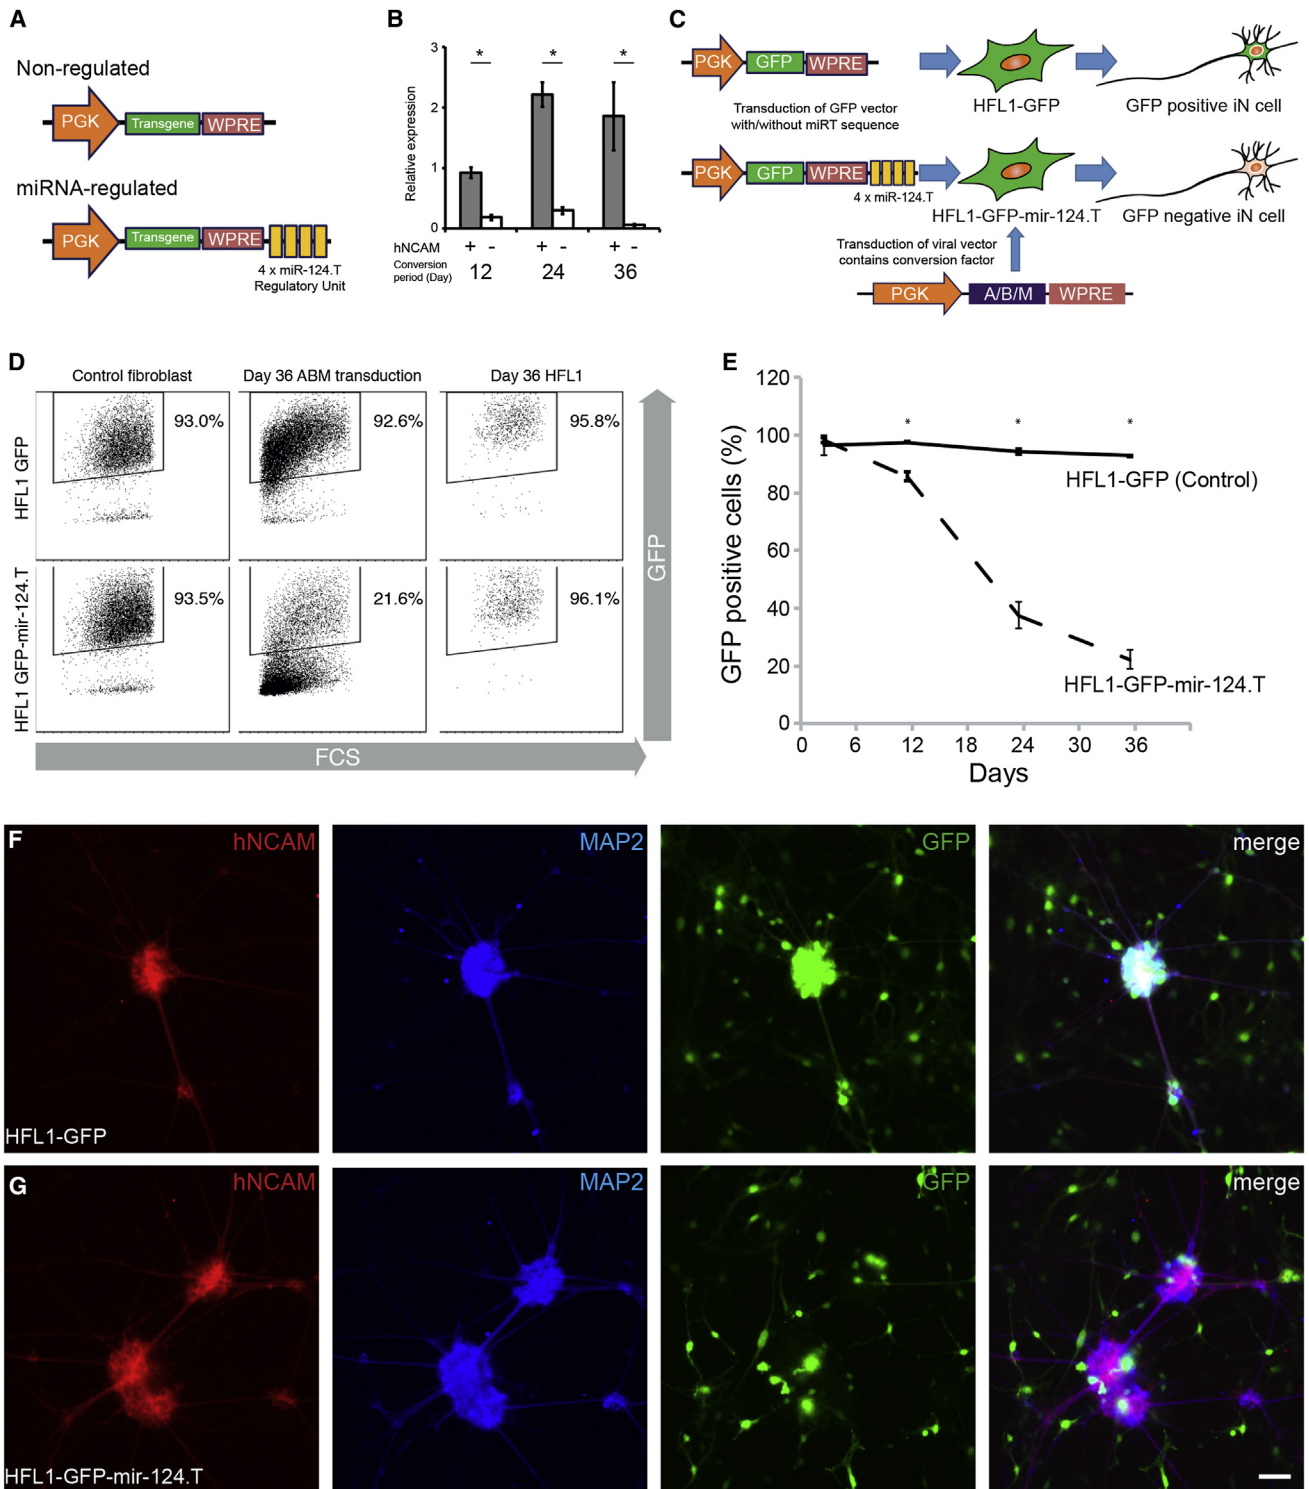 A
Non-regulated
PGK
Transgene
WPRE
miRNA-regulated
PGK
Transgene
WPRE
4 x miR-124.T
Regulatory Unit
B
Relative expression
3
2
1
0
*
*
*
hNCAM
+ -
+ -
+ -
Conversion
period (Day)
12
24
36
C
PGK
GFP
WPRE
HFL1-GFP
GFP positive iN cell
Transduction of GFP vector
with/without miRT sequence
PGK
GFP
WPRE
4 x miR-124.T
HFL1-GFP-mir-124.T
GFP negative iN cell
Transduction of viral vector
contains conversion factor
PGK
A/B/M
WPRE
D
Control fibroblast
Day 36 ABM transduction
Day 36 HFL1
HFL1 GFP
93.0%
92.6%
95.8%
HFL1 GFP-mir-124.T
93.5%
21.6%
96.1%
GFP
FCS
E
GFP positive cells (%)
120
100
80
60
40
20
0
*
*
*
HFL1-GFP (Control)
HFL1-GFP-mir-124.T
0 6 12 18 24 30 36
Days
F
hNCAM
MAP2
GFP
merge
HFL1-GFP
G
hNCAM
MAP2
GFP
merge
HFL1-GFP-mir-124.T